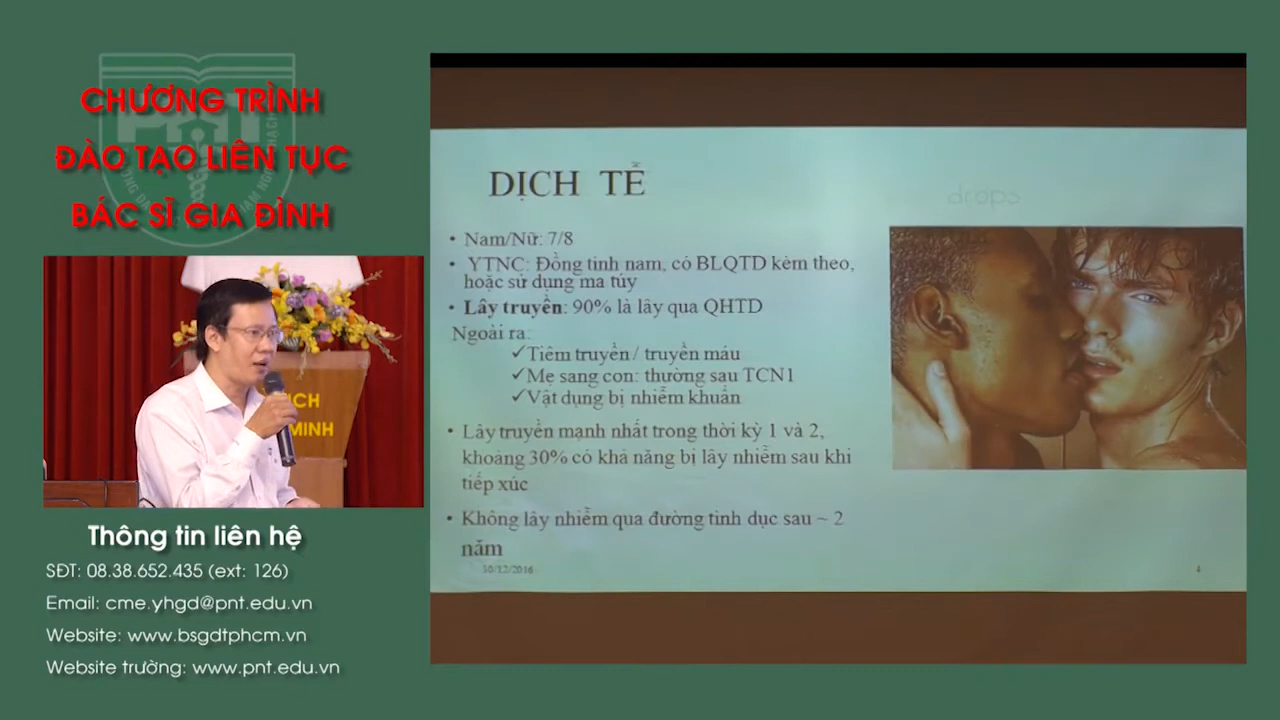 CHƯƠNG TRÌNH
ĐÀO TẠO LIÊN TỤC
BÁC SĨ GIA ĐÌNH
PNT
ICH
MINH
Thông tin liên hệ
SĐT: 08.38.652.435 (ext: 126)
Email: cme.yhgd@pnt.edu.vn
Website: www.bsgdtphcm.vn
Website trường: www.pnt.edu.vn
DỊCH TỄ
drops
• Nam/Nữ: 7/8
• YTNC: Đồng tính nam, có BLQTD kèm theo,
hoặc sử dụng ma túy
• Lây truyền: 90% là lây qua QHTD
Ngoài ra:
✓Tiêm truyền / truyền máu
✓Mẹ sang con: thường sau TCN1
✓Vật dụng bị nhiễm khuẩn
• Lây truyền mạnh nhất trong thời kỳ 1 và 2,
khoảng 30% có khả năng bị lây nhiễm sau khi
tiếp xúc
• Không lây nhiễm qua đường tình dục sau ~ 2
năm
10/12/2016
4